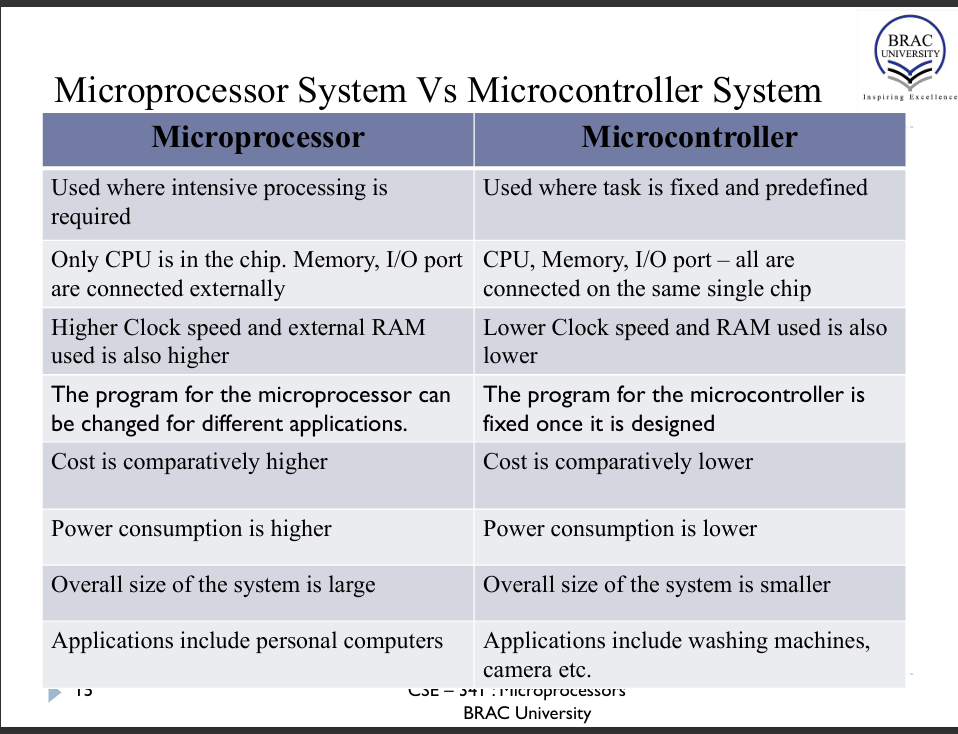 BRAC
UNIVERSITY
Inspiring Excellence
Microprocessor System Vs Microcontroller System
Microprocessor
Microcontroller
Used where intensive processing is
required
Used where task is fixed and predefined
Only CPU is in the chip. Memory, I/O port
are connected externally
CPU, Memory, I/O port – all are
connected on the same single chip
Higher Clock speed and external RAM
used is also higher
Lower Clock speed and RAM used is also
lower
The program for the microprocessor can
be changed for different applications.
The program for the microcontroller is
fixed once it is designed
Cost is comparatively higher
Cost is comparatively lower
Power consumption is higher
Power consumption is lower
Overall size of the system is large
Overall size of the system is smaller
Applications include personal computers
Applications include washing machines,
camera etc.
CSE – 341 : Microprocessors
BRAC University